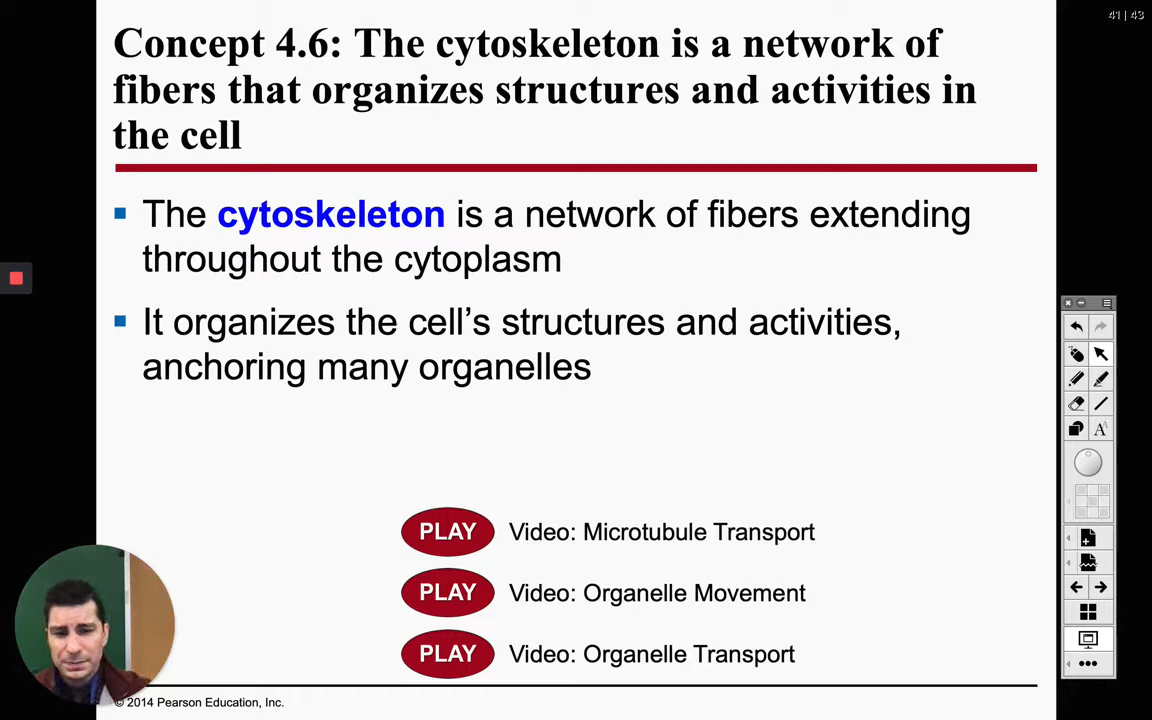 41 | 43
Concept 4.6: The cytoskeleton is a network of
fibers that organizes structures and activities in
the cell
The cytoskeleton is a network of fibers extending
throughout the cytoplasm
It organizes the cell’s structures and activities,
anchoring many organelles
PLAY Video: Microtubule Transport
PLAY Video: Organelle Movement
PLAY Video: Organelle Transport
© 2014 Pearson Education, Inc.
A